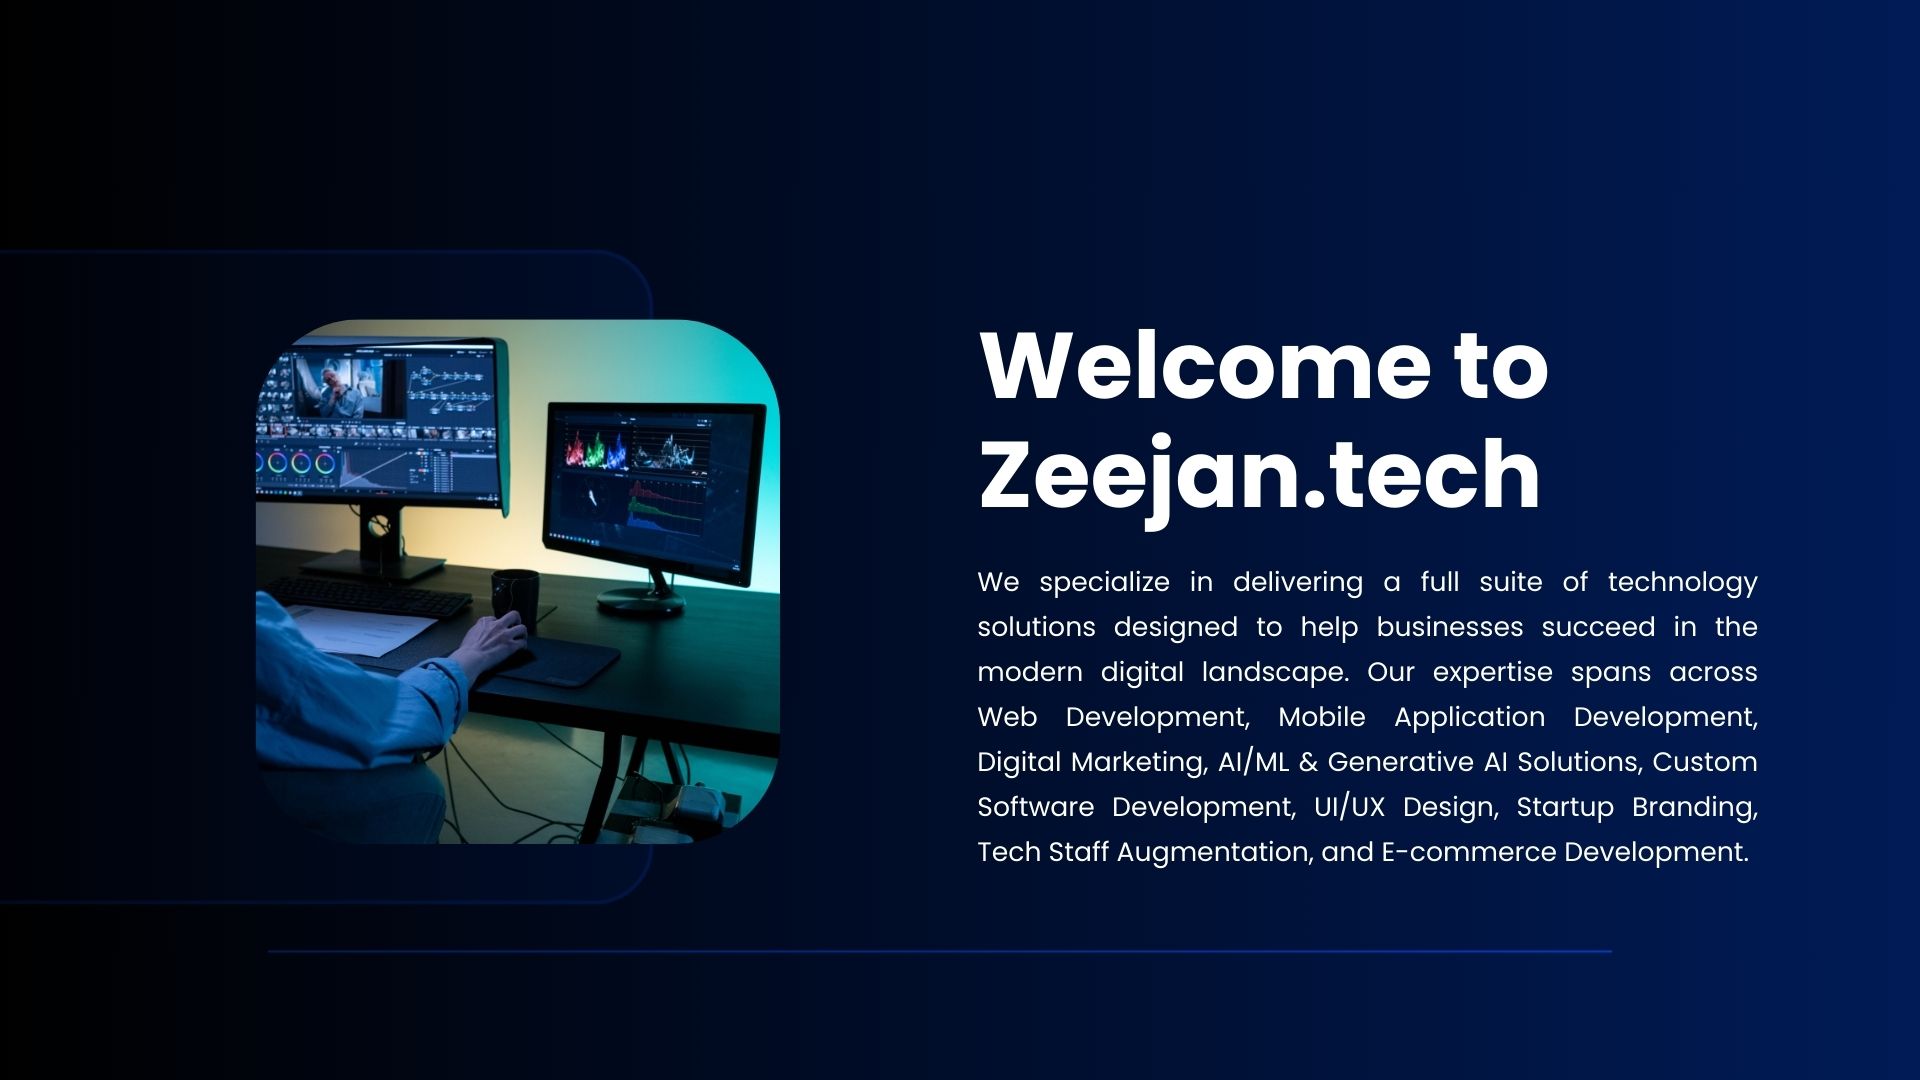 Welcome to
Zeejan.tech
We specialize in delivering a full suite of technology
solutions designed to help businesses succeed in the
modern digital landscape. Our expertise spans across
Web Development, Mobile Application Development,
Digital Marketing, AI/ML & Generative AI Solutions, Custom
Software Development, UI/UX Design, Startup Branding,
Tech Staff Augmentation, and E-commerce Development.